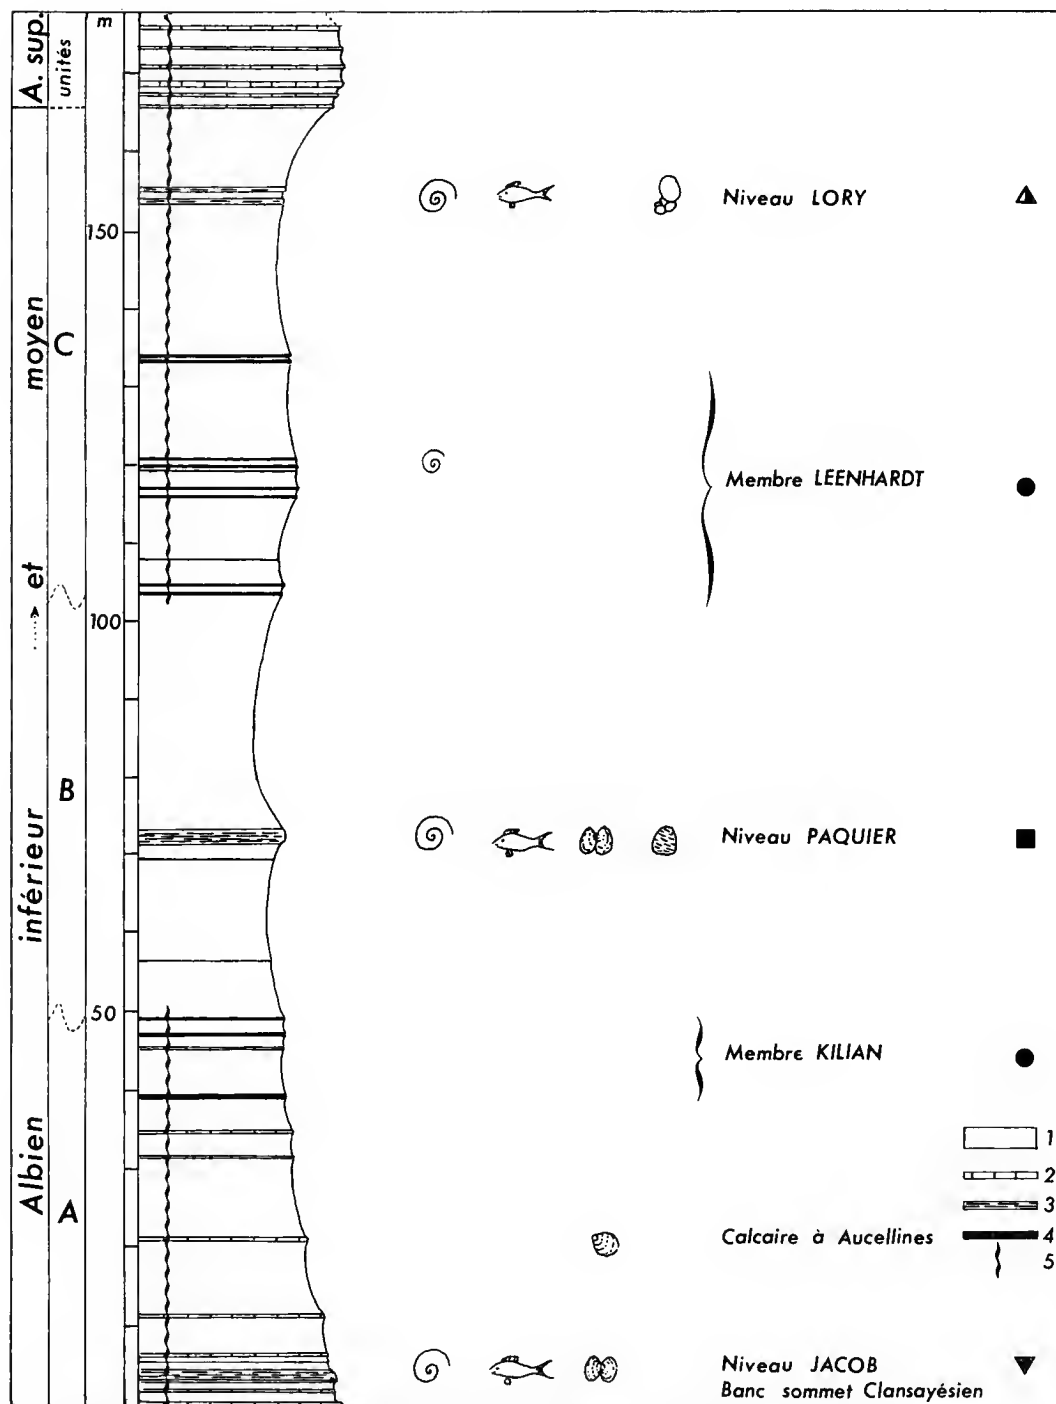 A. sup.
unités
m
Niveau LORY
150
moyen
C
Membre LEENHARDT
et
100
B
Niveau PAQUIER
inférieur
50
Membre KILIAN
1
2
3
Albien
A
Calcaire à Aucellines
4
5
Niveau JACOB
Banc sommet Clansayésien